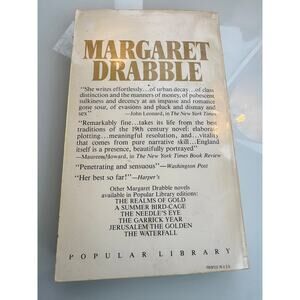 MARGARET
DRABBLE
"She writes effortlessly...of urban decay...of class
distinction and the manners of money, of pubescent
sulkiness and decency at an impasse and romance
gone sour, of evasions and pluck and dismay and
sex"
—John Leonard, in The New York Times
"Remarkably fine...takes its life from the best
traditions of the 19th century novel: elaborate
plotting...meaningful resolution, and...vitality
that comes from pure narrative skill...England
itself is a presence, beautifully portrayed"
—Maureen Howard, in The New York Times Book Review
"Penetrating and sensuous" —Washington Post
"Her best so far!" —Harper's
Other Margaret Drabble novels
available in Popular Library editions:
THE REALMS OF GOLD
A SUMMER BIRD-CAGE
THE NEEDLE'S EYE
THE GARRICK YEAR
JERUSALEM THE GOLDEN
THE WATERFALL
POPULAR LIBRARY
PRINTED IN U.S.A.